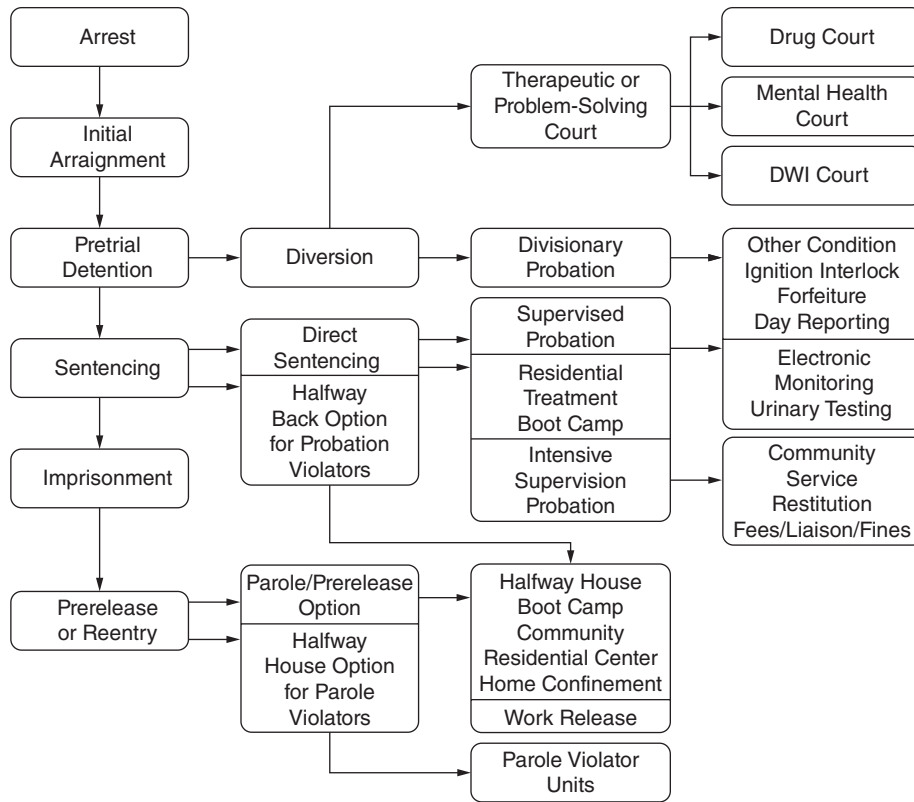 Arrest
Initial
Arraignment
Pretrial
Detention
Sentencing
Imprisonment
Prerelease
or Reentry
Diversion
Direct
Sentencing
Halfway
Back Option
for Probation
Violators
Parole/Prerelease
Option
Halfway
House Option
for Parole
Violators
Therapeutic or
Problem-Solving
Court
Divisionary
Probation
Supervised
Probation
Residential
Treatment
Boot Camp
Intensive
Supervision
Probation
Halfway House
Boot Camp
Community
Residential Center
Home Confinement
Work Release
Parole Violator
Units
Drug Court
Mental Health
Court
DWI Court
Other Condition
Ignition Interlock
Forfeiture
Day Reporting
Electronic
Monitoring
Urinary Testing
Community
Service
Restitution
Fees/Liaison/Fines